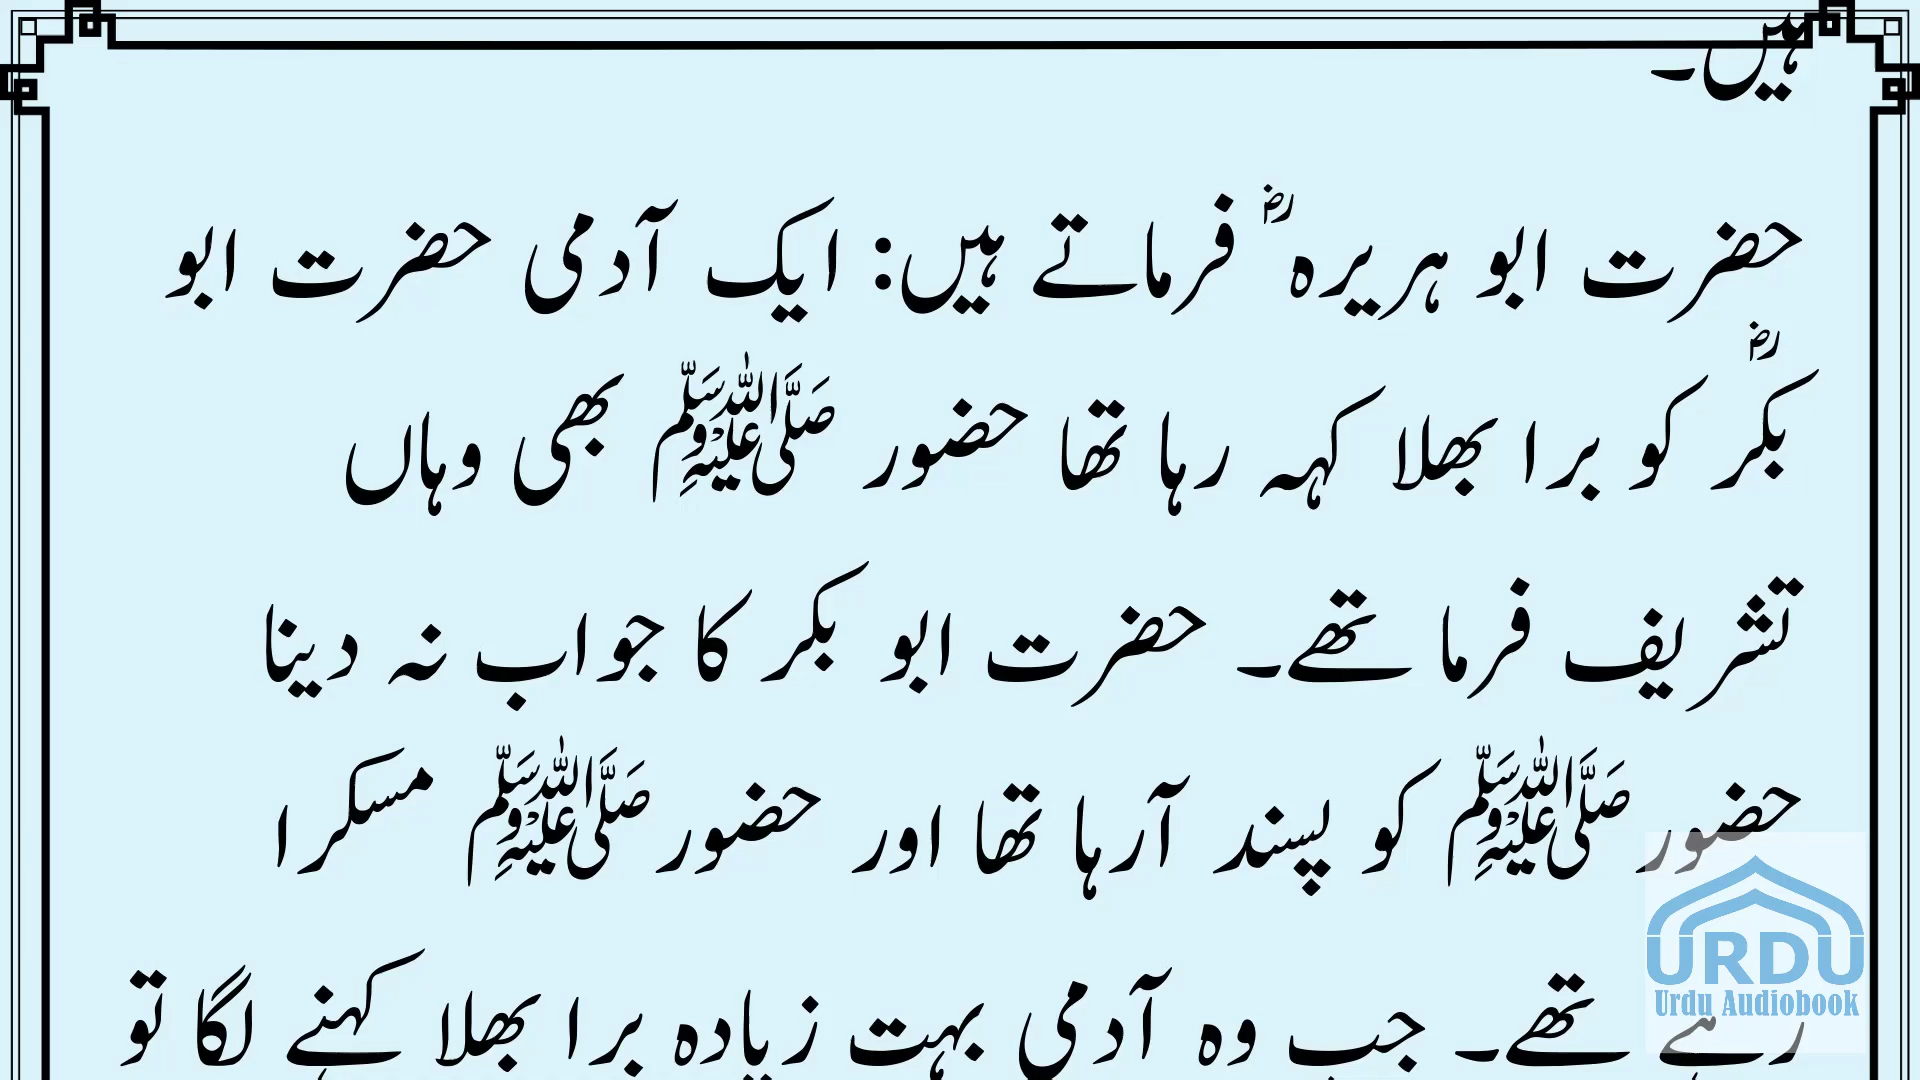 ہیں۔
حضرت ابو ہریرہ ؓ فرماتے ہیں: ایک آدمی حضرت ابو
بکرؓ کو برا بھلا کہہ رہا تھا حضور ﷺ بھی وہاں
تشریف فرما تھے۔ حضرت ابو بکر کا جواب نہ دینا
حضور ﷺ کو پسند آرہا تھا اور حضور ﷺ مسکرا
رہے تھے۔ جب وہ آدمی بہت زیادہ برا بھلا کہنے لگا تو
URDU
Urdu Audiobook